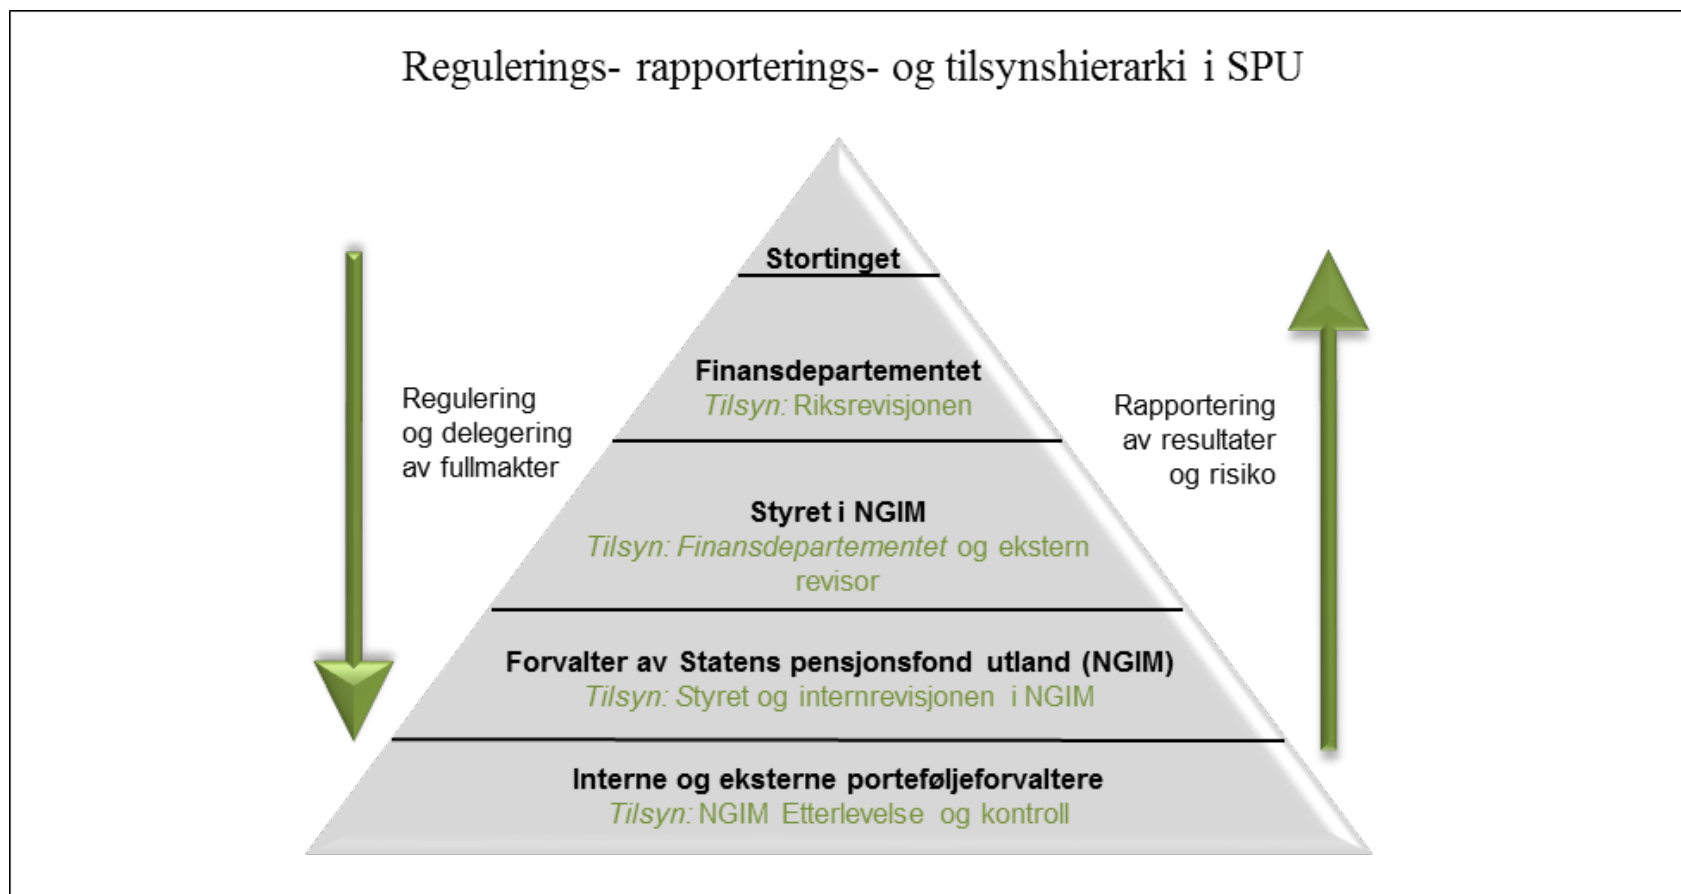 Regulerings- rapporterings- og tilsynshierarki i SPU
Stortinget
Finansdepartementet
Tilsyn: Riksrevisjonen
Regulering
og delegering
av fullmakter
Rapportering
av resultater
og risiko
Styret i NGIM
Tilsyn: Finansdepartementet og ekstern
revisor
Forvalter av Statens pensjonsfond utland (NGIM)
Tilsyn: Styret og internrevisjonen i NGIM
Interne og eksterne porteføljeforvaltere
Tilsyn: NGIM Etterlevelse og kontroll